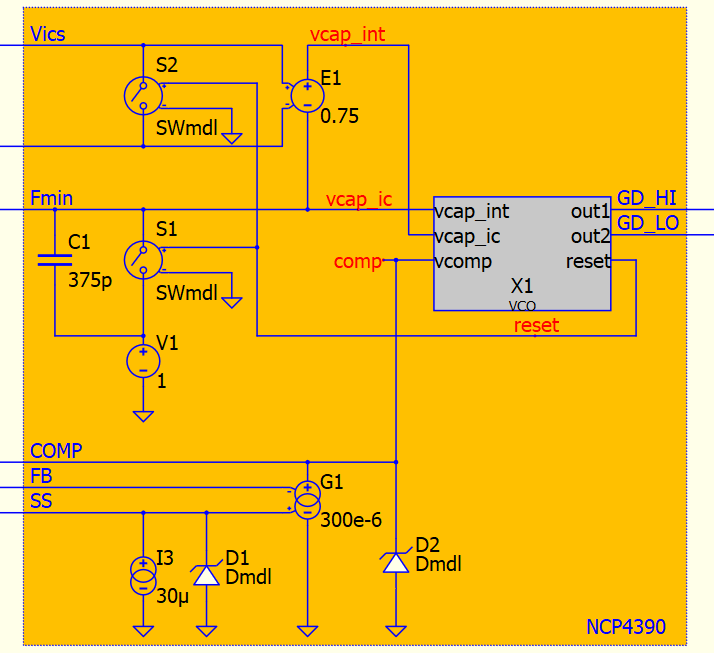 Vics
vcap_int
S2
E1
+
-
SWmdl
0.75
Fmin
vcap_ic
vcap_int
out1
GD_HI
vcap_ic
out2
GD_LO
comp
vcomp
reset
C1
S1
375p
SWmdl
X1
VCO
reset
V1
1
COMP
FB
SS
G1
300e-6
I3
30µ
D1
Dmdl
D2
Dmdl
NCP4390